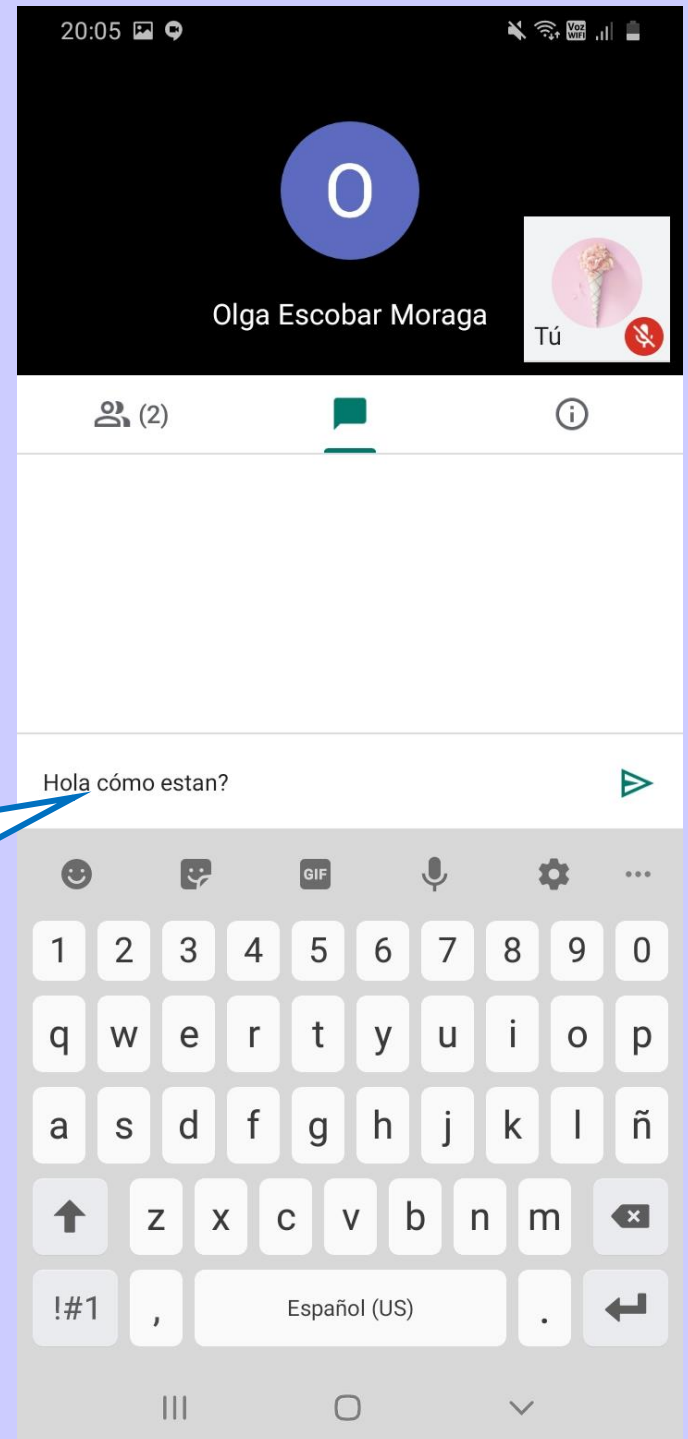 20:05
Voz
WIFI
O
Olga Escobar Moraga
Tú
(2)
Hola cómo estan?
GIF
1 2 3 4 5 6 7 8 9 0
q w e r t y u i o p
a s d f g h j k l ñ
z x c v b n m
!#1 , Español (US) .